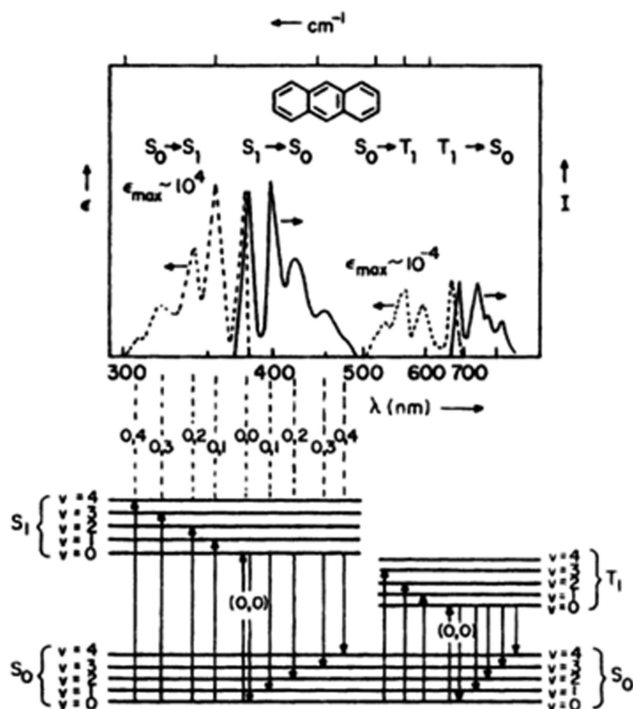 ← cm⁻¹
S₀→S₁ S₁→S₀ S₀→T₁ T₁→S₀
ϵmax~10⁴
ϵ
I
ϵmax~10⁻⁴
300 400 500 600 700
λ (nm) →
0,4 0,3 0,2 0,1 0,0 0,1 0,2 0,3 0,4
S₁
v = 4
v = 3
v = 2
v = 1
v = 0
v = 4
v = 3
v = 2
v = 1
v = 0
T₁
(0,0) (0,0)
S₀
v = 4
v = 3
v = 2
v = 1
v = 0
v = 4
v = 3
v = 2
v = 1
v = 0
S₀